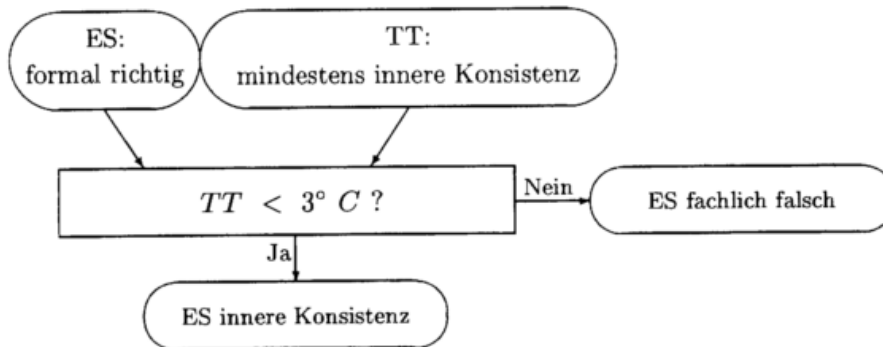 ES:
formal richtig
TT:
mindestens innere Konsistenz
TT < 3° C ?
Nein
ES fachlich falsch
Ja
ES innere Konsistenz